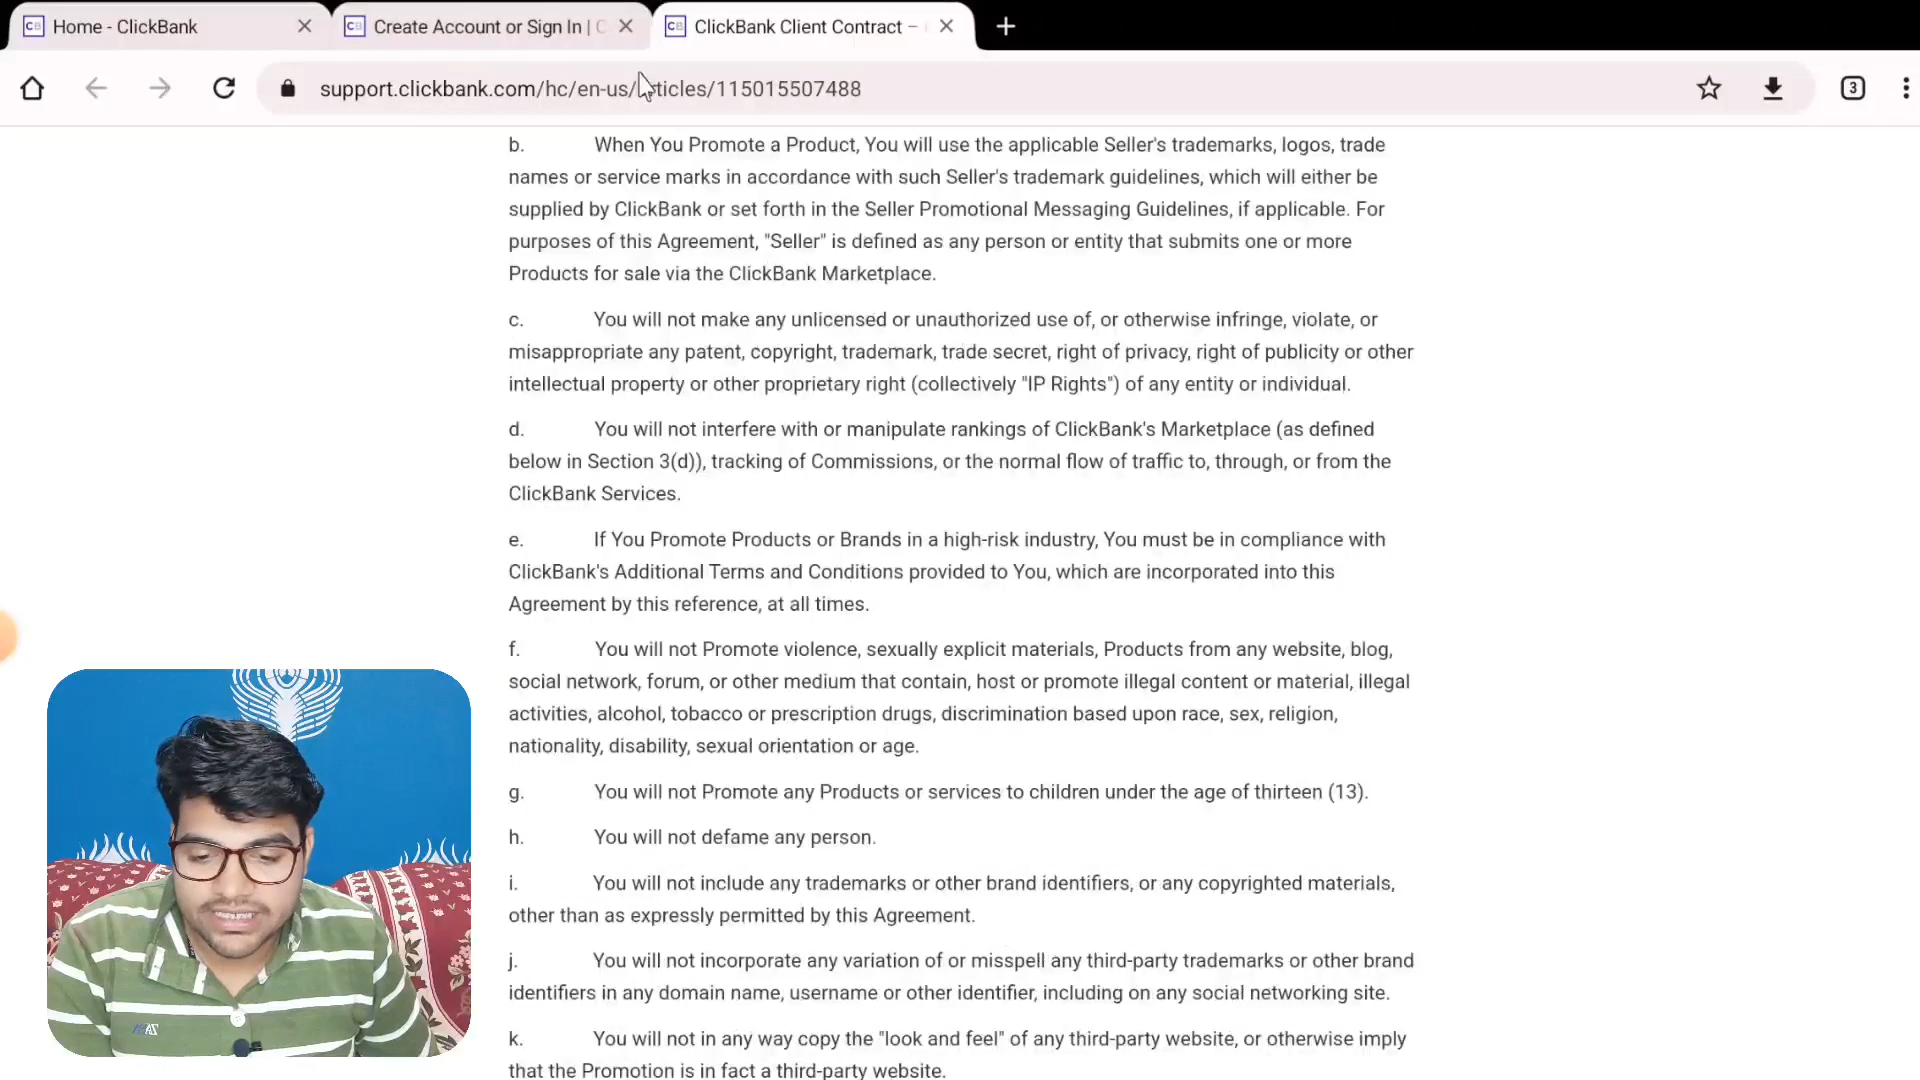 CB Home - ClickBank
CB Create Account or Sign In | C
CB ClickBank Client Contract –
support.clickbank.com/hc/en-us/articles/115015507488
3
b. When You Promote a Product, You will use the applicable Seller's trademarks, logos, trade
names or service marks in accordance with such Seller's trademark guidelines, which will either be
supplied by ClickBank or set forth in the Seller Promotional Messaging Guidelines, if applicable. For
purposes of this Agreement, "Seller" is defined as any person or entity that submits one or more
Products for sale via the ClickBank Marketplace.
c. You will not make any unlicensed or unauthorized use of, or otherwise infringe, violate, or
misappropriate any patent, copyright, trademark, trade secret, right of privacy, right of publicity or other
intellectual property or other proprietary right (collectively "IP Rights") of any entity or individual.
d. You will not interfere with or manipulate rankings of ClickBank's Marketplace (as defined
below in Section 3(d)), tracking of Commissions, or the normal flow of traffic to, through, or from the
ClickBank Services.
e. If You Promote Products or Brands in a high-risk industry, You must be in compliance with
ClickBank's Additional Terms and Conditions provided to You, which are incorporated into this
Agreement by this reference, at all times.
f. You will not Promote violence, sexually explicit materials, Products from any website, blog,
social network, forum, or other medium that contain, host or promote illegal content or material, illegal
activities, alcohol, tobacco or prescription drugs, discrimination based upon race, sex, religion,
nationality, disability, sexual orientation or age.
g. You will not Promote any Products or services to children under the age of thirteen (13).
h. You will not defame any person.
i. You will not include any trademarks or other brand identifiers, or any copyrighted materials,
other than as expressly permitted by this Agreement.
j. You will not incorporate any variation of or misspell any third-party trademarks or other brand
identifiers in any domain name, username or other identifier, including on any social networking site.
k. You will not in any way copy the "look and feel" of any third-party website, or otherwise imply
that the Promotion is in fact a third-party website.